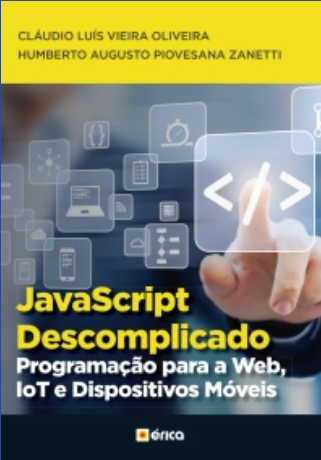 CLÁUDIO LUÍS VIEIRA OLIVEIRA
HUMBERTO AUGUSTO PIOVESANA ZANETTI
{}
</>
</>
JavaScript
Descomplicado
Programação para a Web,
IoT e Dispositivos Móveis
érica